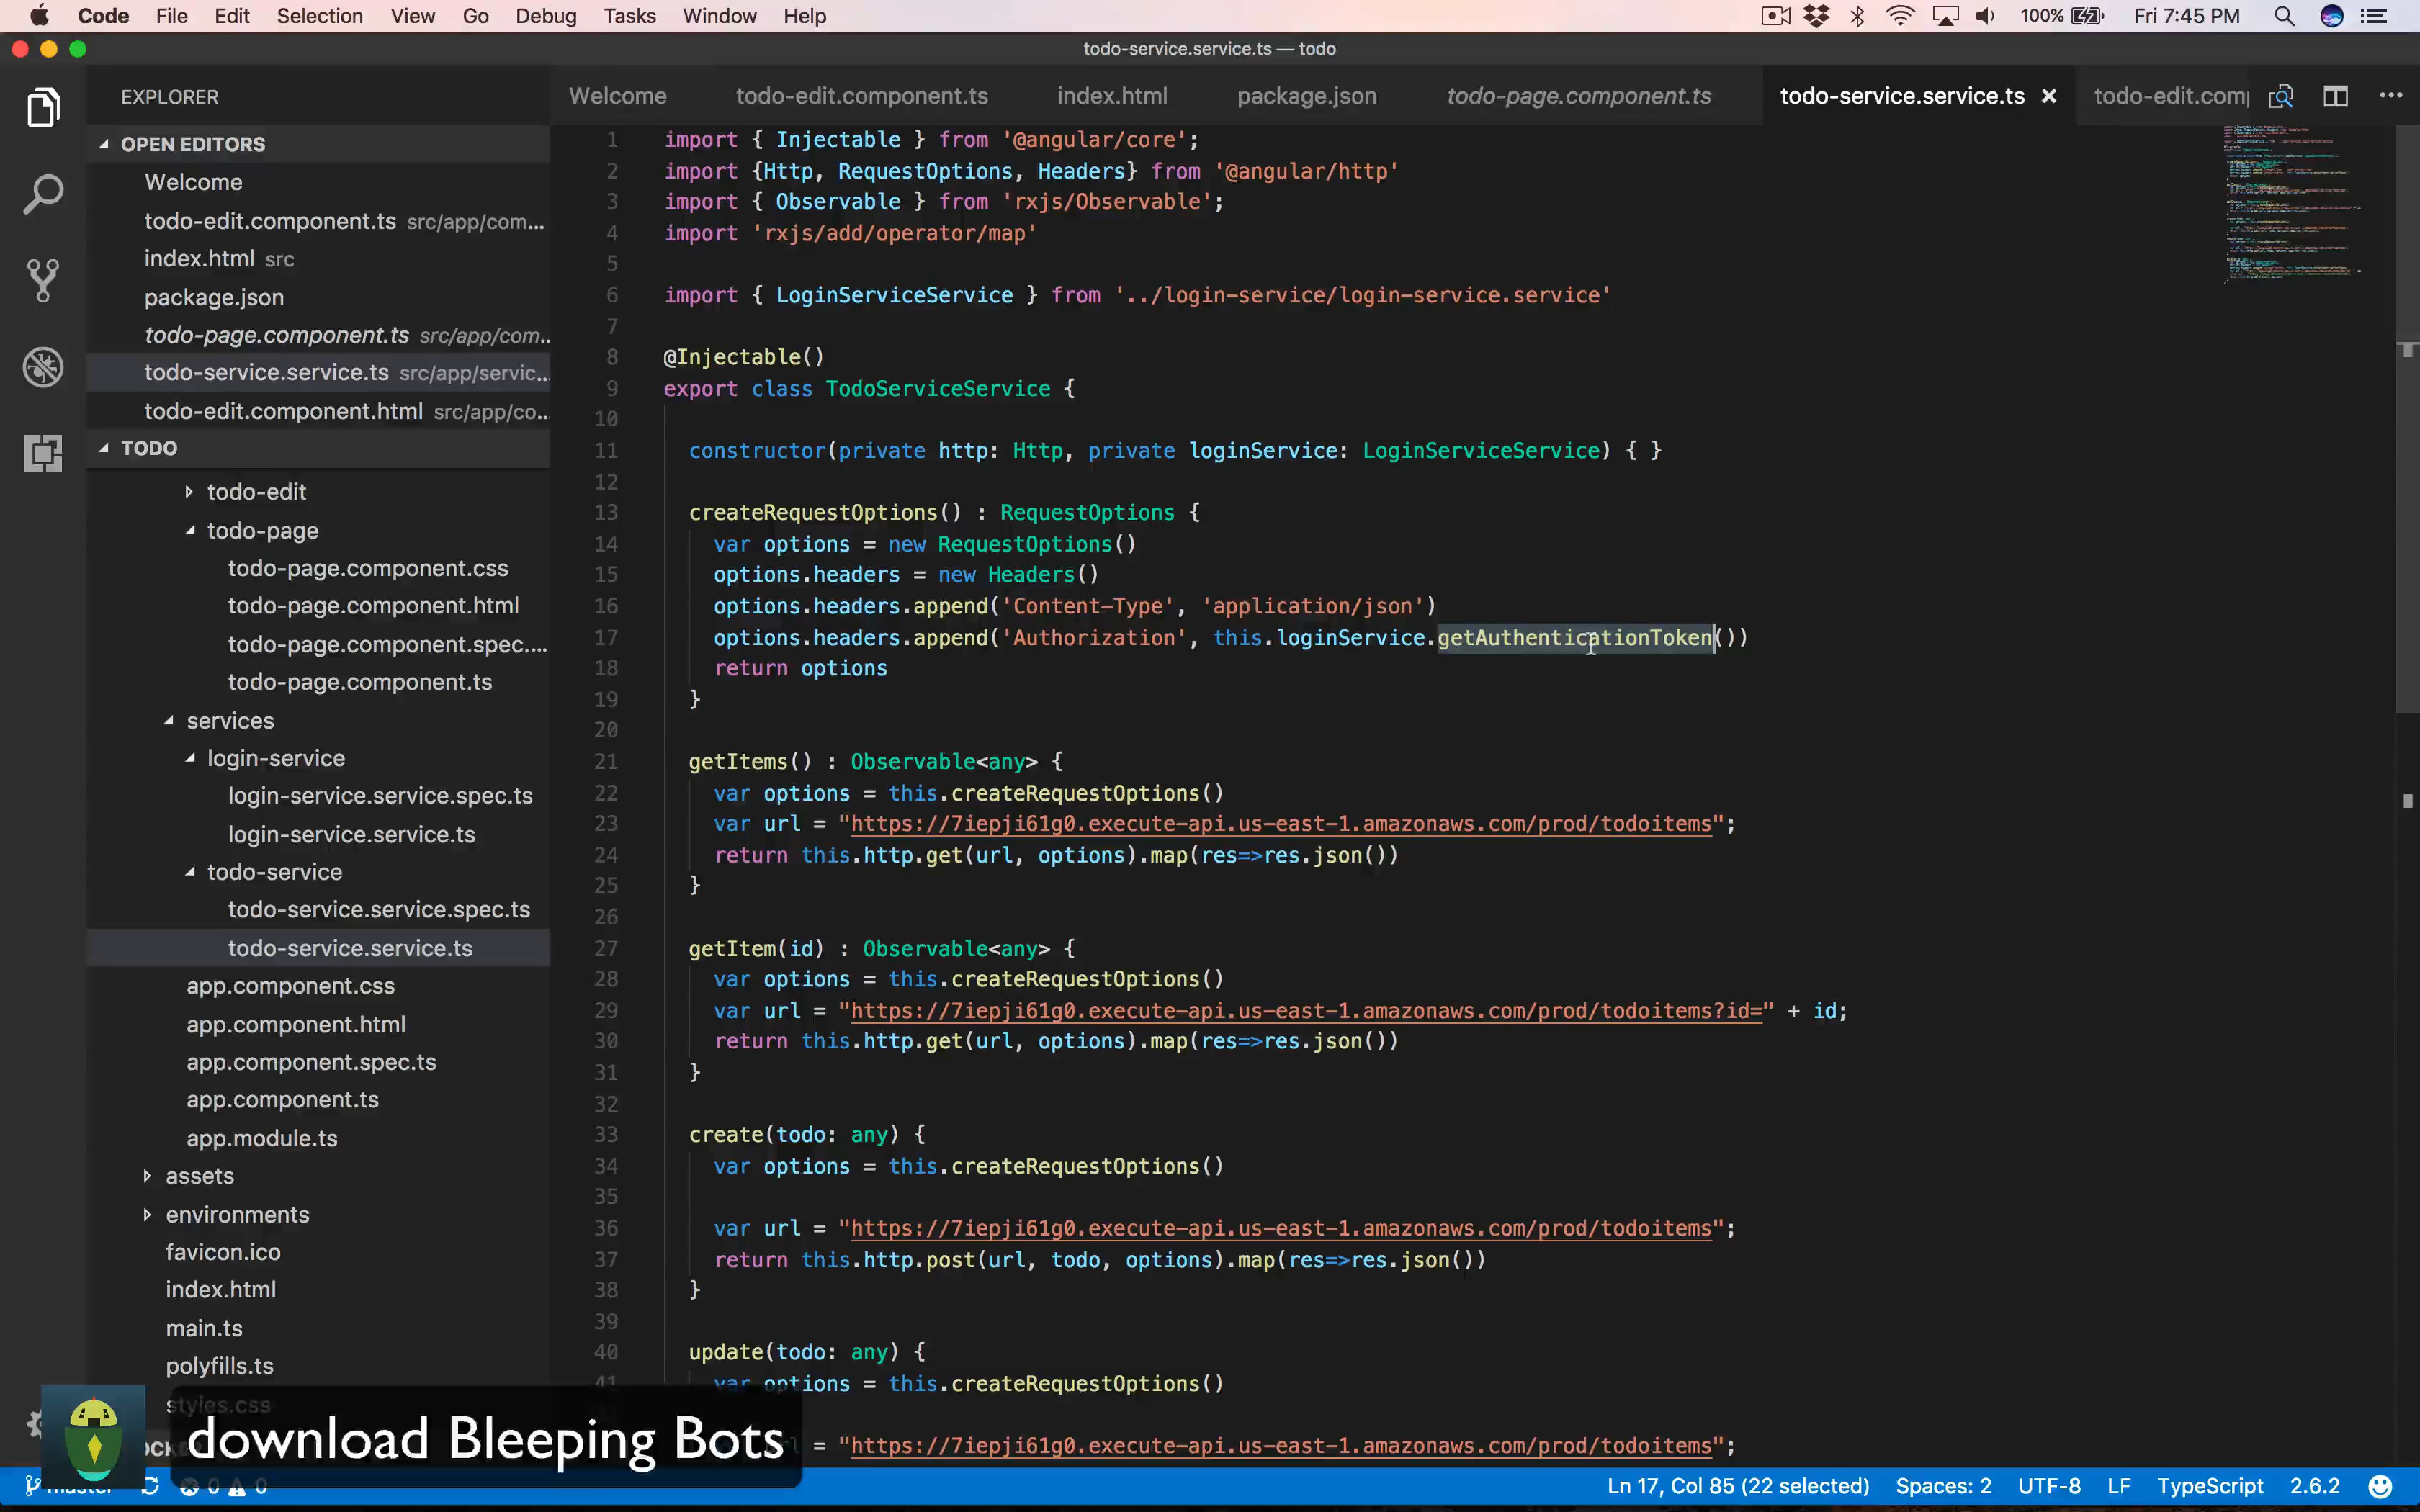 Code File Edit Selection View Go Debug Tasks Window Help 100% Fri 7:45 PM
todo-service.service.ts — todo
EXPLORER
OPEN EDITORS
Welcome
todo-edit.component.ts src/app/com...
index.html src
package.json
todo-page.component.ts src/app/com...
todo-service.service.ts src/app/servic...
todo-edit.component.html src/app/co...
TODO
todo-edit
todo-page
todo-page.component.css
todo-page.component.html
todo-page.component.spec....
todo-page.component.ts
services
login-service
login-service.service.spec.ts
login-service.service.ts
todo-service
todo-service.service.spec.ts
todo-service.service.ts
app.component.css
app.component.html
app.component.spec.ts
app.component.ts
app.module.ts
assets
environments
favicon.ico
index.html
main.ts
polyfills.ts
styles.css
Welcome todo-edit.component.ts index.html package.json todo-page.component.ts todo-service.service.ts todo-edit.com
1 import { Injectable } from '@angular/core';
2 import {Http, RequestOptions, Headers} from '@angular/http'
3 import { Observable } from 'rxjs/Observable';
4 import 'rxjs/add/operator/map'
5
6 import { LoginServiceService } from '../login-service/login-service.service'
7
8 @Injectable()
9 export class TodoServiceService {
10
11 constructor(private http: Http, private loginService: LoginServiceService) { }
12
13 createRequestOptions() : RequestOptions {
14 var options = new RequestOptions()
15 options.headers = new Headers()
16 options.headers.append('Content-Type', 'application/json')
17 options.headers.append('Authorization', this.loginService.getAuthenticationToken())
18 return options
19 }
20
21 getItems() : Observable<any> {
22 var options = this.createRequestOptions()
23 var url = "https://7iepji61g0.execute-api.us-east-1.amazonaws.com/prod/todoitems";
24 return this.http.get(url, options).map(res=>res.json())
25 }
26
27 getItem(id) : Observable<any> {
28 var options = this.createRequestOptions()
29 var url = "https://7iepji61g0.execute-api.us-east-1.amazonaws.com/prod/todoitems?id=" + id;
30 return this.http.get(url, options).map(res=>res.json())
31 }
32
33 create(todo: any) {
34 var options = this.createRequestOptions()
35
36 var url = "https://7iepji61g0.execute-api.us-east-1.amazonaws.com/prod/todoitems";
37 return this.http.post(url, todo, options).map(res=>res.json())
38 }
39
40 update(todo: any) {
41 var options = this.createRequestOptions()
= "https://7iepji61g0.execute-api.us-east-1.amazonaws.com/prod/todoitems";
download Bleeping Bots
master 0 0 Ln 17, Col 85 (22 selected) Spaces: 2 UTF-8 LF TypeScript 2.6.2